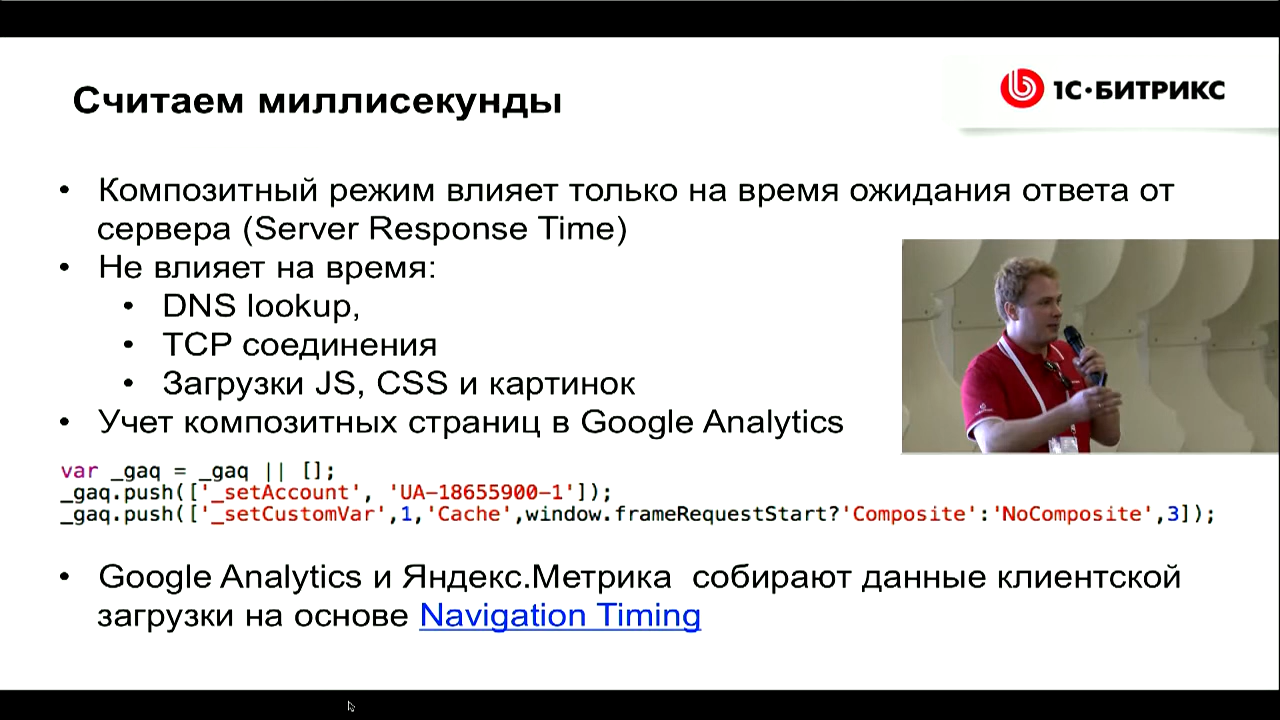 Считаем миллисекунды
1С•БИТРИКС
• Композитный режим влияет только на время ожидания ответа от
сервера (Server Response Time)
• Не влияет на время:
• DNS lookup,
• TCP соединения
• Загрузки JS, CSS и картинок
• Учет композитных страниц в Google Analytics
var _gaq = _gaq || [];
_gaq.push(['_setAccount', 'UA-18655900-1']);
_gaq.push(['_setCustomVar',1,'Cache',window.frameRequestStart?'Composite':'NoComposite',3]);
• Google Analytics и Яндекс.Метрика собирают данные клиентской
загрузки на основе Navigation Timing